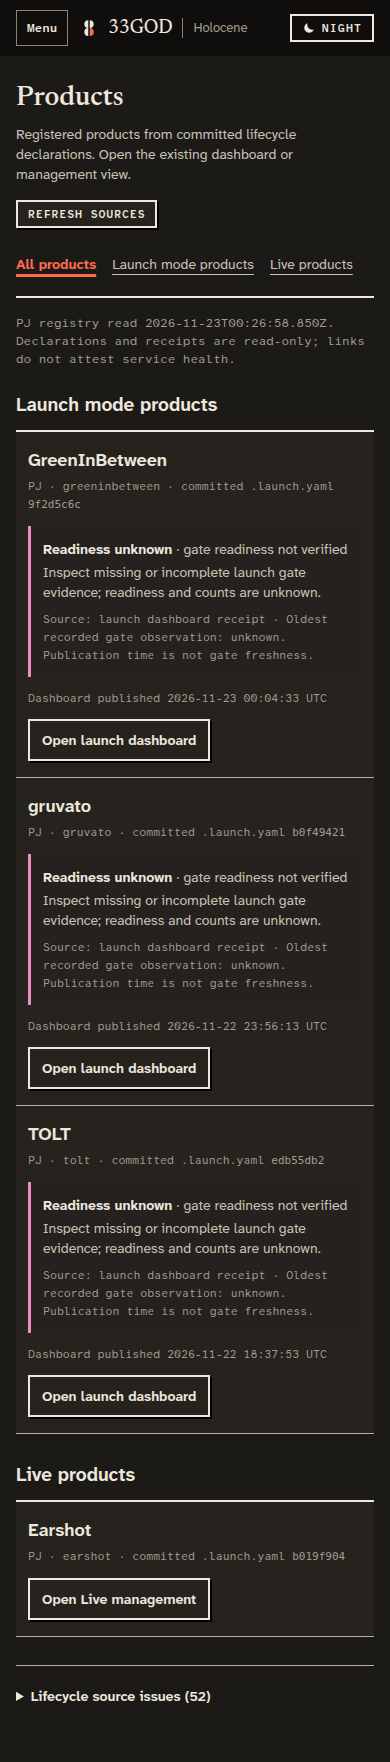 Menu 33GOD Holocene NIGHT
Products
Registered products from committed lifecycle
declarations. Open the existing dashboard or
management view.
REFRESH SOURCES
All products Launch mode products Live products
PJ registry read 2026-11-23T00:26:58.850Z.
Declarations and receipts are read-only; links
do not attest service health.
Launch mode products
GreenInBetween
PJ · greeninbetween · committed .launch.yaml
9f2d5c6c
Readiness unknown · gate readiness not verified
Inspect missing or incomplete launch gate
evidence; readiness and counts are unknown.
Source: launch dashboard receipt · Oldest
recorded gate observation: unknown.
Publication time is not gate freshness.
Dashboard published 2026-11-23 00:04:33 UTC
Open launch dashboard
gruvato
PJ · gruvato · committed .launch.yaml b0f49421
Readiness unknown · gate readiness not verified
Inspect missing or incomplete launch gate
evidence; readiness and counts are unknown.
Source: launch dashboard receipt · Oldest
recorded gate observation: unknown.
Publication time is not gate freshness.
Dashboard published 2026-11-22 23:56:13 UTC
Open launch dashboard
TOLT
PJ · tolt · committed .launch.yaml edb55db2
Readiness unknown · gate readiness not verified
Inspect missing or incomplete launch gate
evidence; readiness and counts are unknown.
Source: launch dashboard receipt · Oldest
recorded gate observation: unknown.
Publication time is not gate freshness.
Dashboard published 2026-11-22 18:37:53 UTC
Open launch dashboard
Live products
Earshot
PJ · earshot · committed .launch.yaml b019f904
Open Live management
Lifecycle source issues (52)